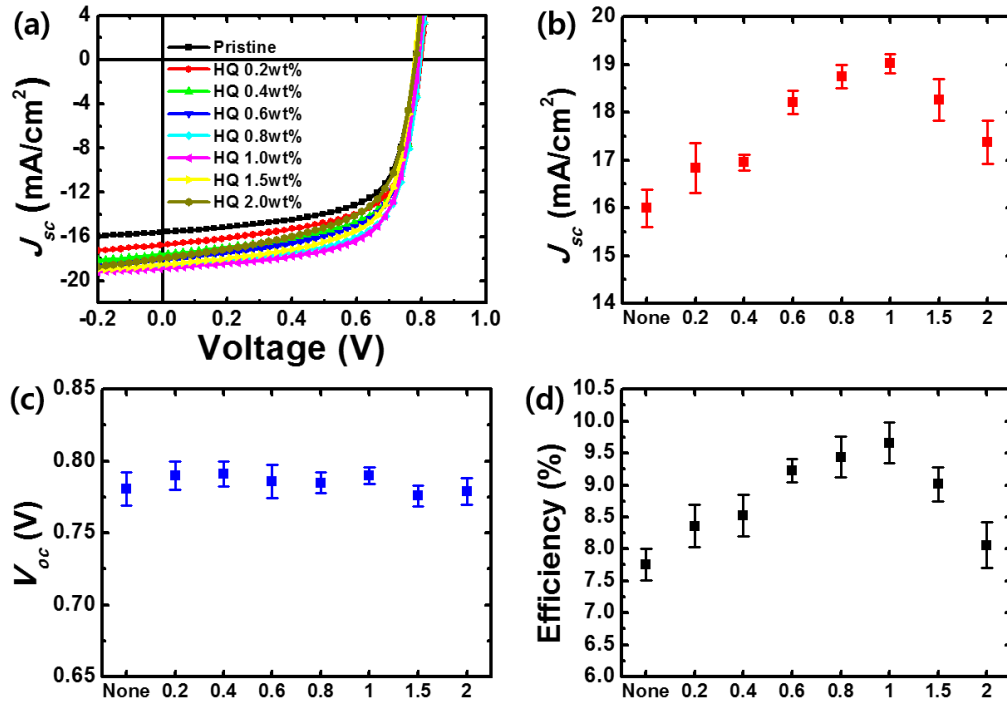 (a)
4
0
-4
-8
-12
-16
-20
Jsc (mA/cm²)
Pristine
HQ 0.2wt%
HQ 0.4wt%
HQ 0.6wt%
HQ 0.8wt%
HQ 1.0wt%
HQ 1.5wt%
HQ 2.0wt%
-0.2 0.0 0.2 0.4 0.6 0.8 1.0
Voltage (V)
(b)
20
19
18
17
16
15
14
Jsc (mA/cm²)
None 0.2 0.4 0.6 0.8 1 1.5 2
(c)
0.85
0.80
0.75
0.70
0.65
Voc (V)
None 0.2 0.4 0.6 0.8 1 1.5 2
(d)
10.5
10.0
9.5
9.0
8.5
8.0
7.5
7.0
6.5
6.0
Efficiency (%)
None 0.2 0.4 0.6 0.8 1 1.5 2